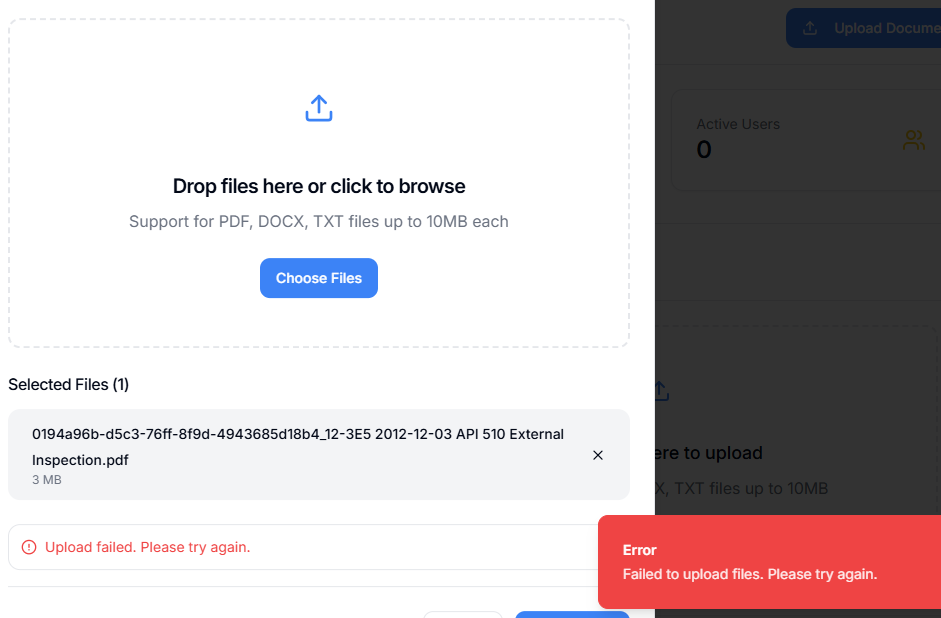 Upload Docume
Active Users
0
Drop files here or click to browse
Support for PDF, DOCX, TXT files up to 10MB each
Choose Files
Selected Files (1)
0194a96b-d5c3-76ff-8f9d-4943685d18b4_12-3E5 2012-12-03 API 510 External
Inspection.pdf
3 MB
ere to upload
X, TXT files up to 10MB
Upload failed. Please try again.
Error
Failed to upload files. Please try again.